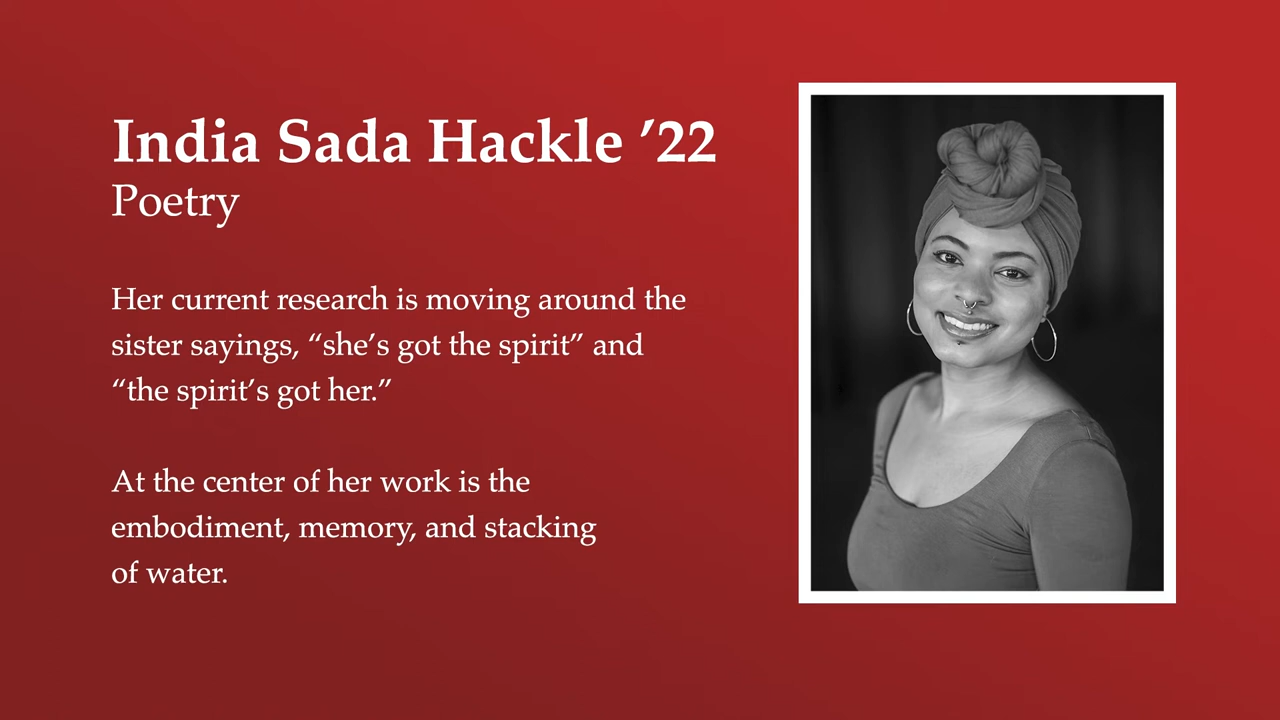 India Sada Hackle ’22
Poetry
Her current research is moving around the
sister sayings, “she’s got the spirit” and
“the spirit’s got her.”
At the center of her work is the
embodiment, memory, and stacking
of water.